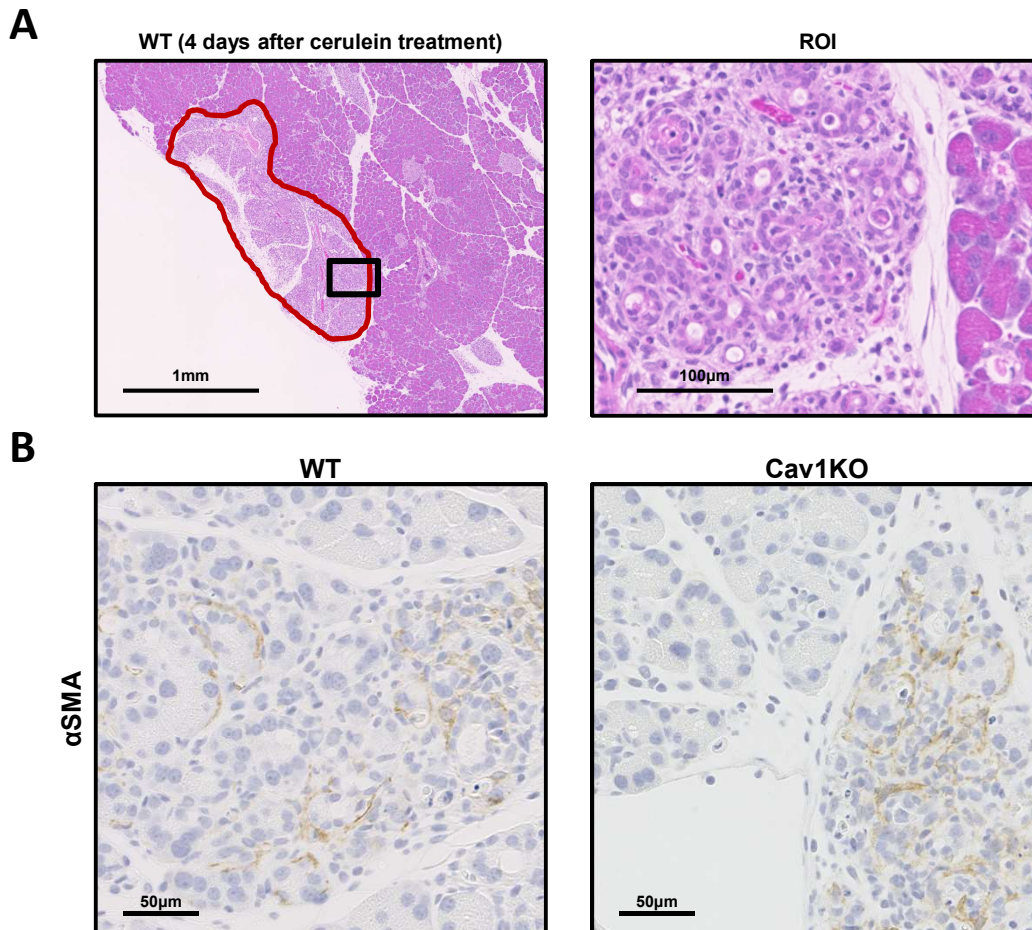 A
WT (4 days after cerulein treatment)
ROI
1mm
100µm
B
WT
Cav1KO
αSMA
50µm
50µm